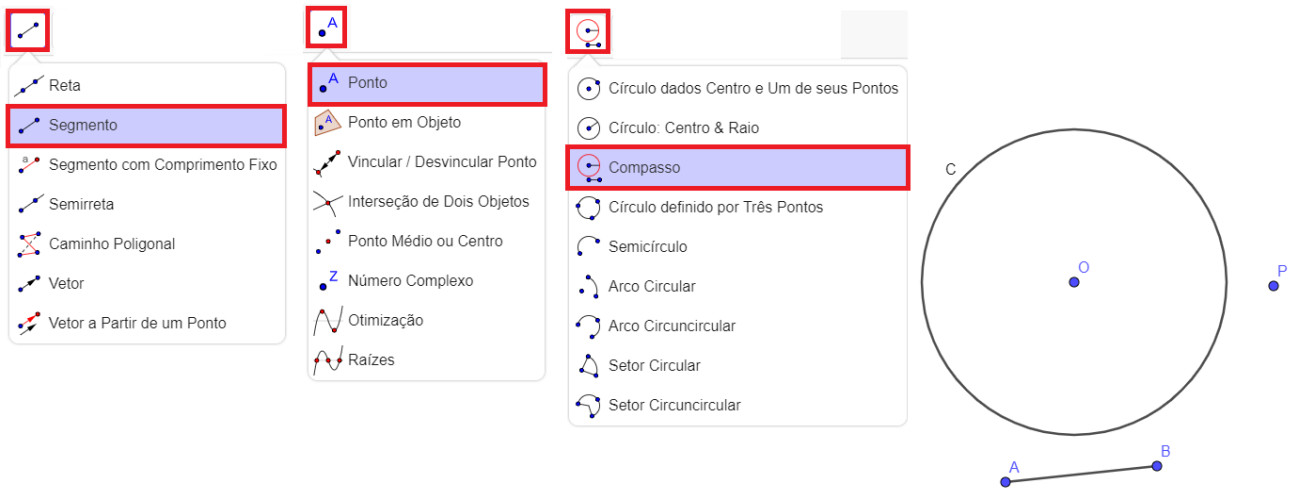 Reta
Segmento
a
Segmento com Comprimento Fixo
Semirreta
Caminho Poligonal
Vetor
Vetor a Partir de um Ponto
A
A
Ponto
A
Ponto em Objeto
Vincular / Desvincular Ponto
Interseção de Dois Objetos
Ponto Médio ou Centro
Z
Número Complexo
Otimização
Raízes
Círculo dados Centro e Um de seus Pontos
Círculo: Centro & Raio
Compasso
Círculo definido por Três Pontos
Semicírculo
Arco Circular
Arco Circuncircular
Setor Circular
Setor Circuncircular
C
O
P
A
B